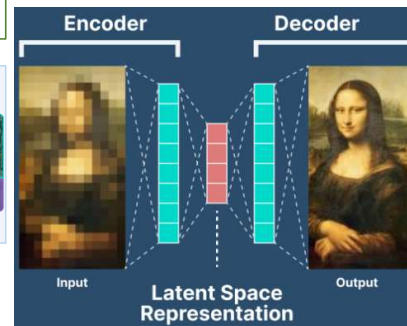 Encoder
Decoder
Input
Output
Latent Space
Representation